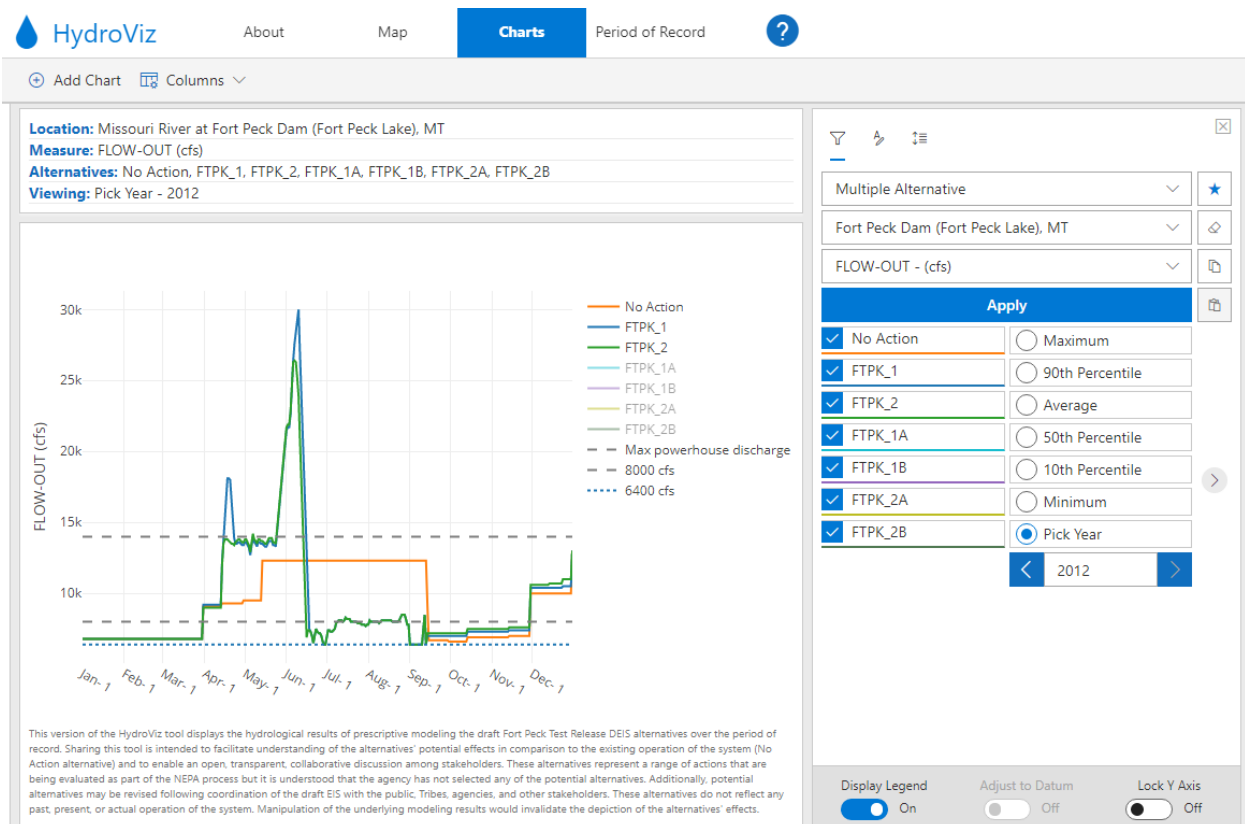 HydroViz
About
Map
Charts
Period of Record
?
Add Chart
Columns
Location: Missouri River at Fort Peck Dam (Fort Peck Lake), MT
Measure: FLOW-OUT (cfs)
Alternatives: No Action, FTPK_1, FTPK_2, FTPK_1A, FTPK_1B, FTPK_2A, FTPK_2B
Viewing: Pick Year - 2012
30k
25k
20k
15k
10k
FLOW-OUT (cfs)
Jan- 1
Feb- 1
Mar- 1
Apr- 1
May- 1
Jun- 1
Jul- 1
Aug- 1
Sep- 1
Oct- 1
Nov- 1
Dec- 1
No Action
FTPK_1
FTPK_2
FTPK_1A
FTPK_1B
FTPK_2A
FTPK_2B
Max powerhouse discharge
8000 cfs
6400 cfs
This version of the HydroViz tool displays the hydrological results of prescriptive modeling the draft Fort Peck Test Release DEIS alternatives over the period of
record. Sharing this tool is intended to facilitate understanding of the alternatives' potential effects in comparison to the existing operation of the system (No
Action alternative) and to enable an open, transparent, collaborative discussion among stakeholders. These alternatives represent a range of actions that are
being evaluated as part of the NEPA process but it is understood that the agency has not selected any of the potential alternatives. Additionally, potential
alternatives may be revised following coordination of the draft EIS with the public, Tribes, agencies, and other stakeholders. These alternatives do not reflect any
past, present, or actual operation of the system. Manipulation of the underlying modeling results would invalidate the depiction of the alternatives' effects.
Multiple Alternative
Fort Peck Dam (Fort Peck Lake), MT
FLOW-OUT - (cfs)
Apply
No Action
Maximum
FTPK_1
90th Percentile
FTPK_2
Average
FTPK_1A
50th Percentile
FTPK_1B
10th Percentile
FTPK_2A
Minimum
FTPK_2B
Pick Year
2012
Display Legend
On
Adjust to Datum
Off
Lock Y Axis
Off